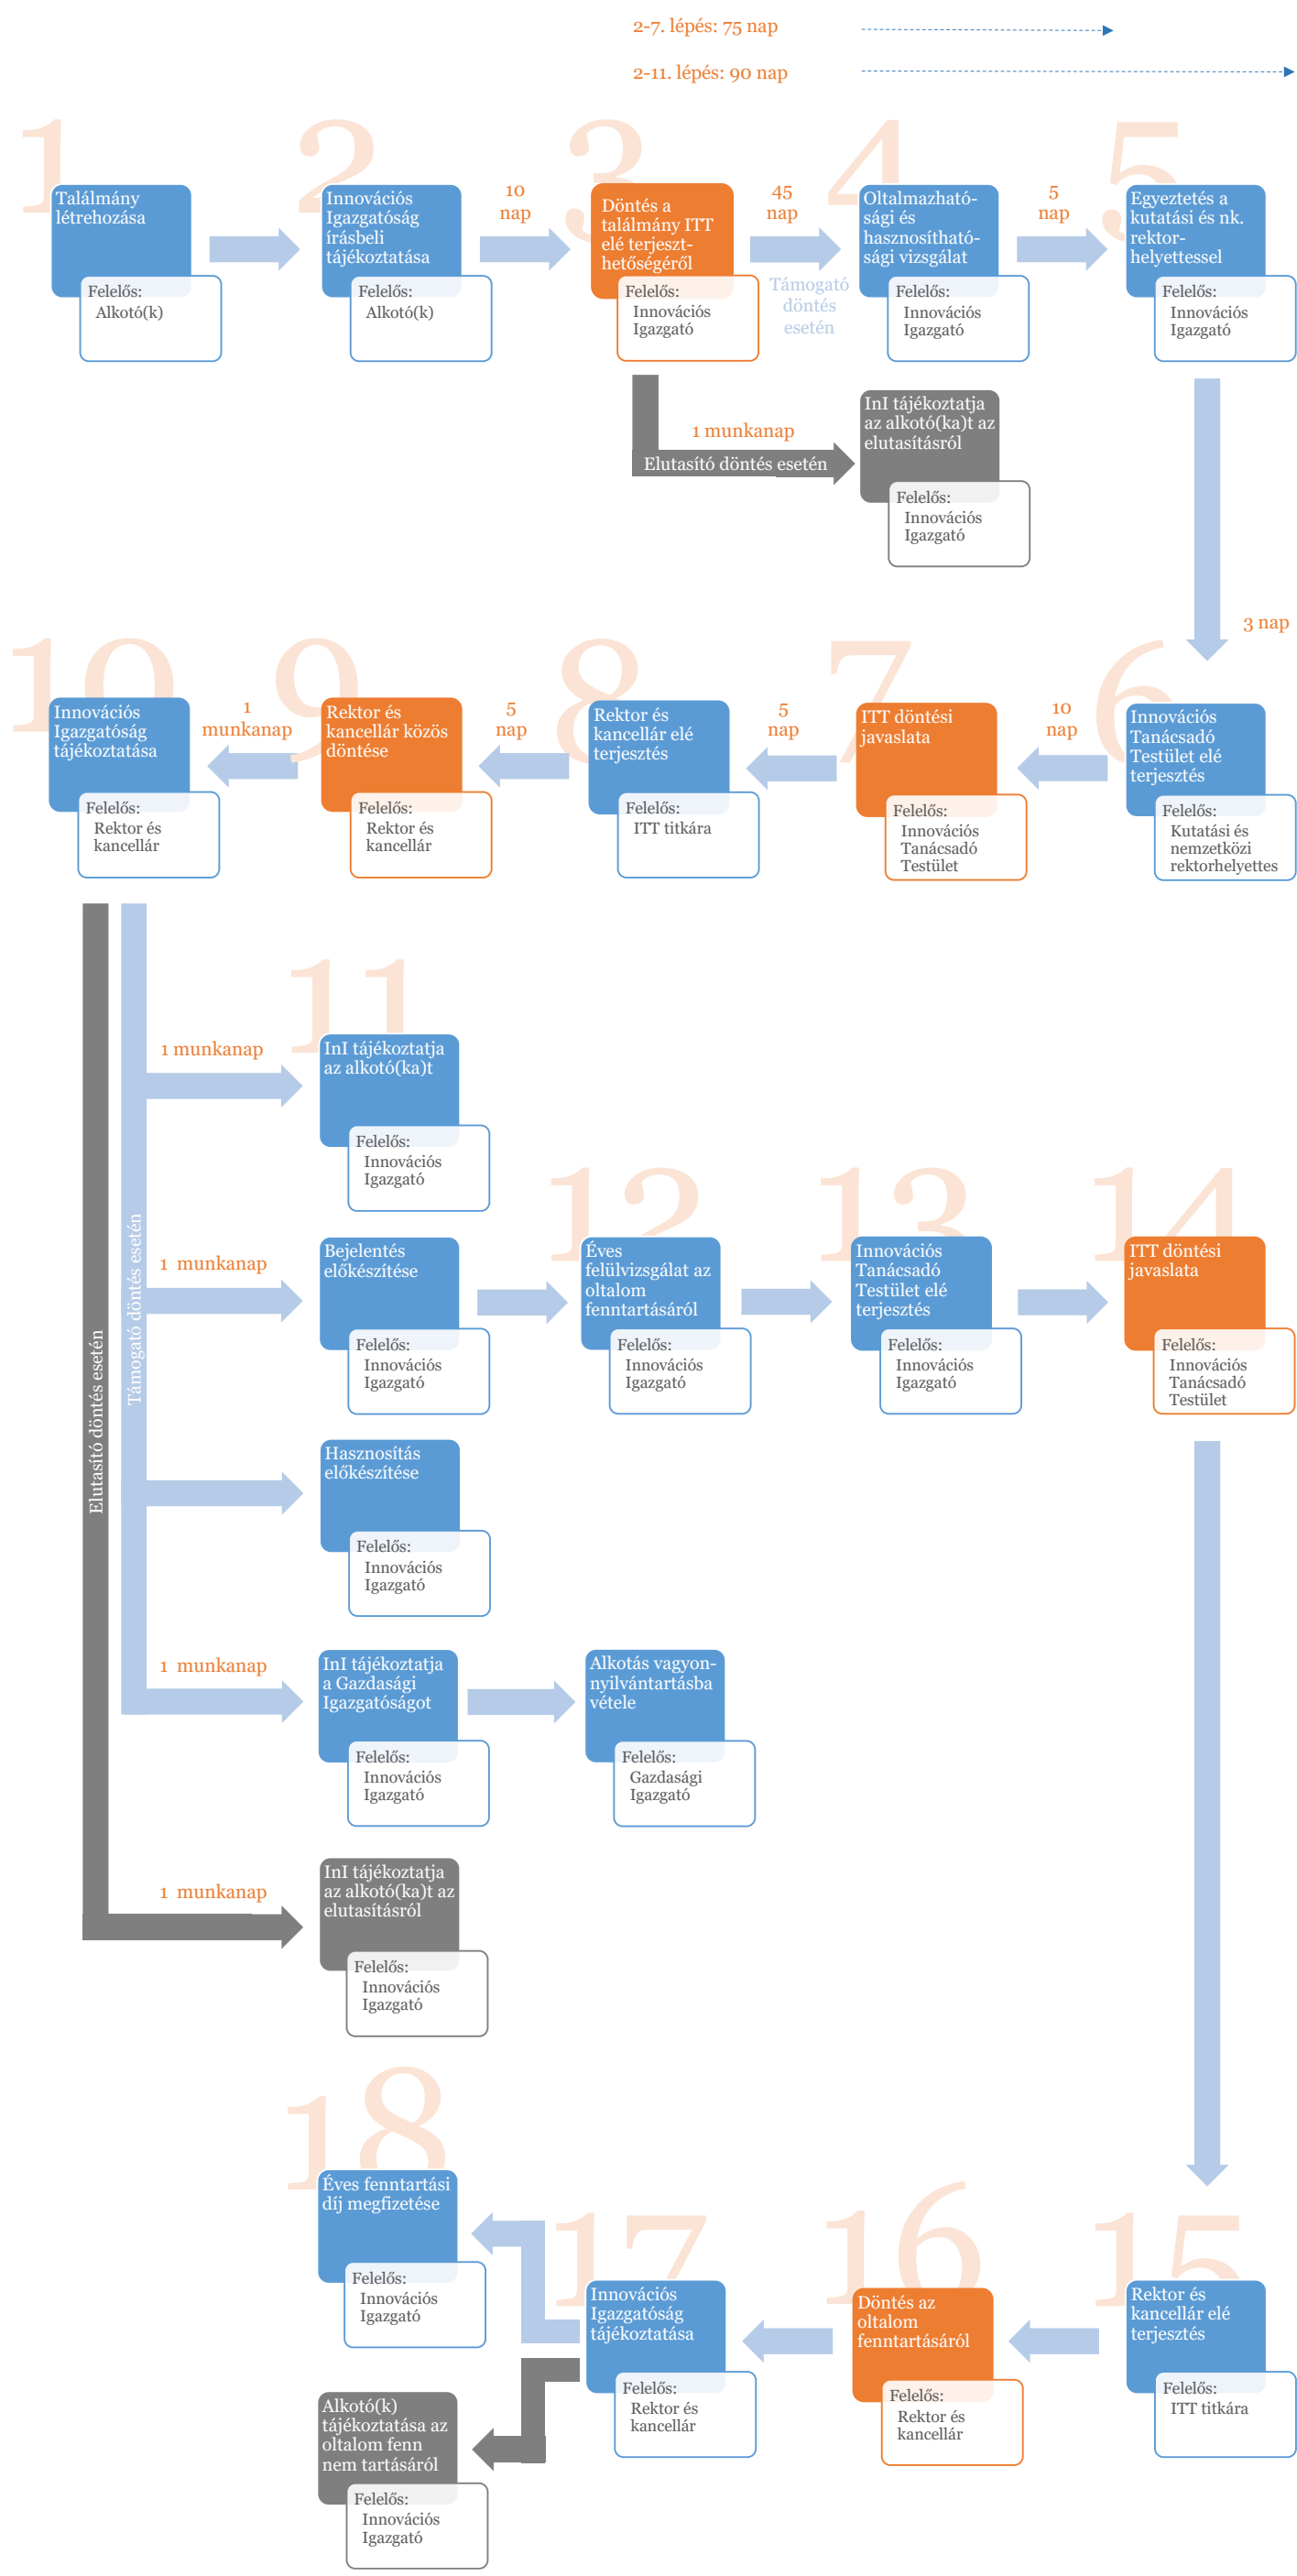 2-7. lépés: 75 nap
2-11. lépés: 90 nap
1
Találmány
létrehozása
Felelős:
Alkotó(k)
2
Innovációs
Igazgatóság
írásbeli
tájékoztatása
Felelős:
Alkotó(k)
10
nap
3
Döntés a
találmány ITT
elé terjeszt-
hetőségéről
Felelős:
Innovációs
Igazgató
45
nap
Támogató
döntés
esetén
4
Oltalmazható-
sági és
hasznosítható-
sági vizsgálat
Felelős:
Innovációs
Igazgató
5
nap
5
Egyeztetés a
kutatási és nk.
rektor-
helyettessel
Felelős:
Innovációs
Igazgató
1 munkanap
Elutasító döntés esetén
InI tájékoztatja
az alkotó(ka)t az
elutasításról
Felelős:
Innovációs
Igazgató
3 nap
10
Innovációs
Igazgatóság
tájékoztatása
Felelős:
Rektor és
kancellár
1
munkanap
9
Rektor és
kancellár közös
döntése
Felelős:
Rektor és
kancellár
5
nap
8
Rektor és
kancellár elé
terjesztés
Felelős:
ITT titkára
5
nap
7
ITT döntési
javaslata
Felelős:
Innovációs
Tanácsadó
Testület
10
nap
6
Innovációs
Tanácsadó
Testület elé
terjesztés
Felelős:
Kutatási és
nemzetközi
rektorhelyettes
Elutasító döntés esetén
Támogató döntés esetén
11
1 munkanap
InI tájékoztatja
az alkotó(ka)t
Felelős:
Innovációs
Igazgató
1 munkanap
Bejelentés
előkészítése
Felelős:
Innovációs
Igazgató
12
Éves
felülvizsgálat az
oltalom
fenntartásáról
Felelős:
Innovációs
Igazgató
13
Innovációs
Tanácsadó
Testület elé
terjesztés
Felelős:
Innovációs
Igazgató
14
ITT döntési
javaslata
Felelős:
Innovációs
Tanácsadó
Testület
Hasznosítás
előkészítése
Felelős:
Innovációs
Igazgató
1 munkanap
InI tájékoztatja
a Gazdasági
Igazgatóságot
Felelős:
Innovációs
Igazgató
Alkotás vagyon-
nyilvántartásba
vétele
Felelős:
Gazdasági
Igazgató
1 munkanap
InI tájékoztatja
az alkotó(ka)t az
elutasításról
Felelős:
Innovációs
Igazgató
18
Éves fenntartási
díj megfizetése
Felelős:
Innovációs
Igazgató
17
Innovációs
Igazgatóság
tájékoztatása
Felelős:
Rektor és
kancellár
16
Döntés az
oltalom
fenntartásáról
Felelős:
Rektor és
kancellár
15
Rektor és
kancellár elé
terjesztés
Felelős:
ITT titkára
Alkotó(k)
tájékoztatása az
oltalom fenn
nem tartásáról
Felelős:
Innovációs
Igazgató